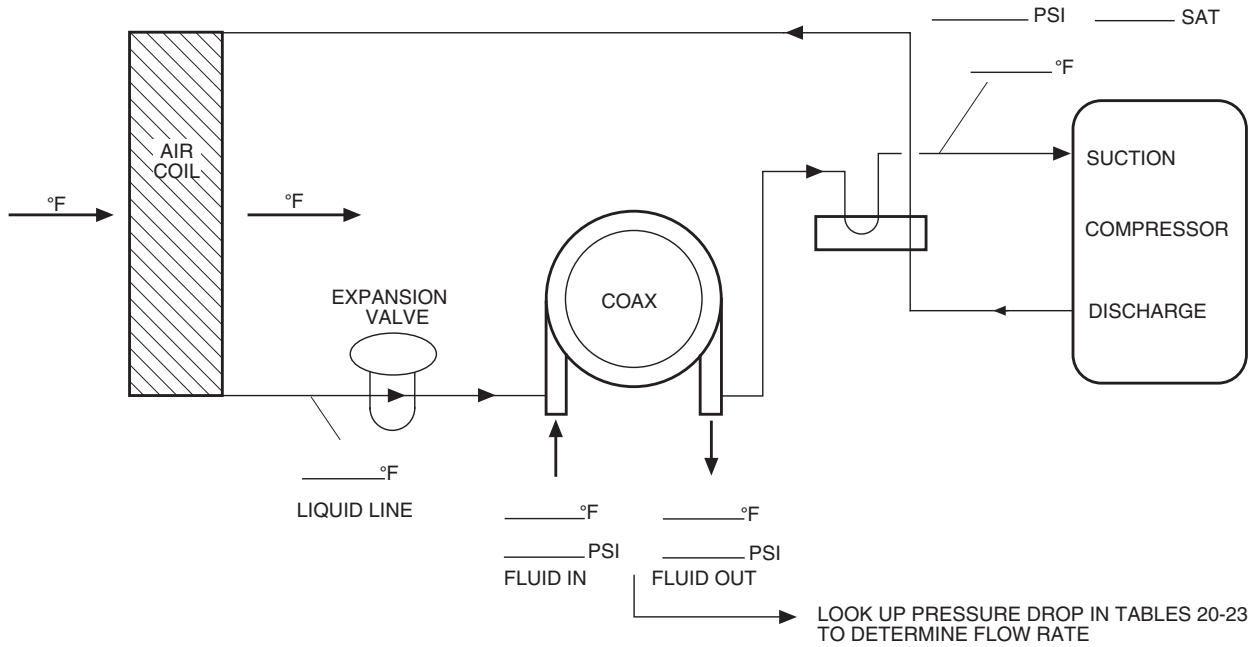 PSI SAT
°F
AIR
COIL
°F
°F
SUCTION
COMPRESSOR
DISCHARGE
COAX
EXPANSION
VALVE
°F
LIQUID LINE
°F °F
PSI PSI
FLUID IN FLUID OUT
LOOK UP PRESSURE DROP IN TABLES 20-23
TO DETERMINE FLOW RATE